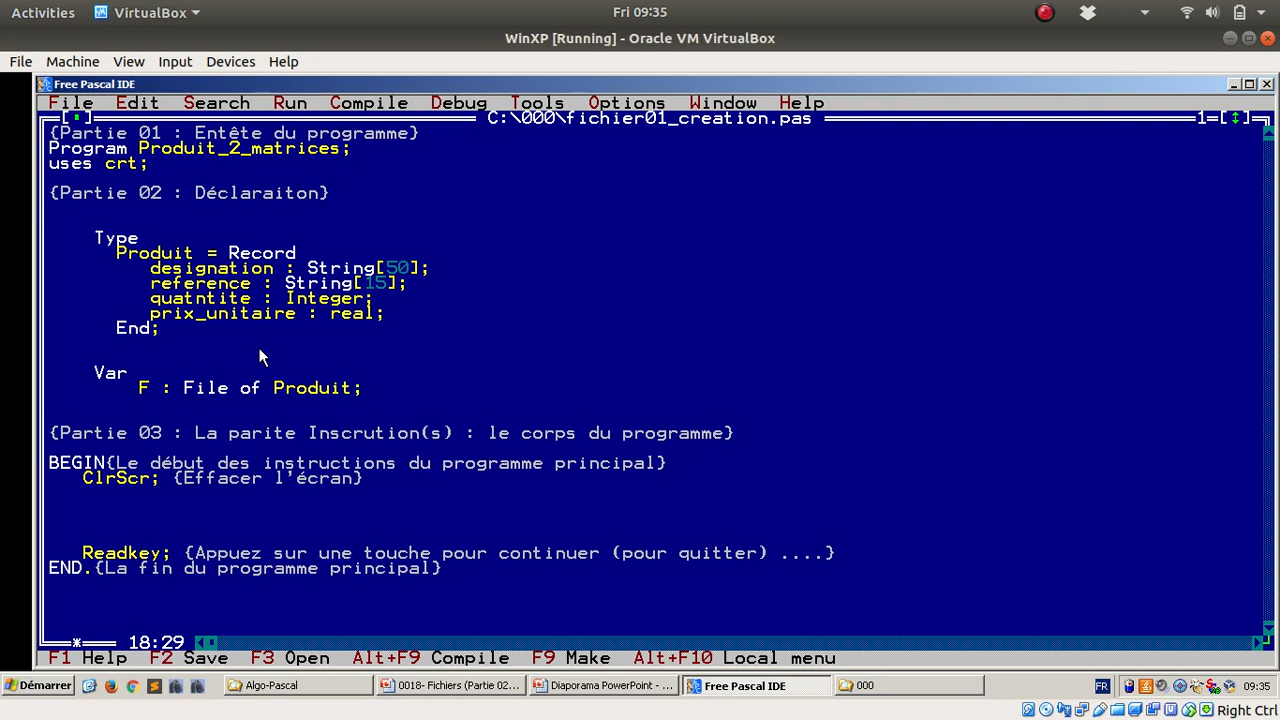 Activities VirtualBox Fri 09:35
WinXP [Running] - Oracle VM VirtualBox
File Machine View Input Devices Help
Free Pascal IDE
File Edit Search Run Compile Debug Tools Options Window Help
C:\000\fichier01_creation.pas 1
{Partie 01 : Entête du programme}
Program Produit_2_matrices;
uses crt;
{Partie 02 : Déclaraiton}
Type
Produit = Record
designation : String[50];
reference : String[15];
quatntite : Integer;
prix_unitaire : real;
End;
Var
F : File of Produit;
{Partie 03 : La parite Inscrution(s) : le corps du programme}
BEGIN{Le début des instructions du programme principal}
ClrScr; {Effacer l'écran}
Readkey; {Appuez sur une touche pour continuer (pour quitter) ....}
END.{La fin du programme principal}
* 18:29
F1 Help F2 Save F3 Open Alt+F9 Compile F9 Make Alt+F10 Local menu
Démarrer Algo-Pascal 0018- Fichiers (Partie 02... Diaporama PowerPoint - ... Free Pascal IDE 000 FR 09:35
Right Ctrl